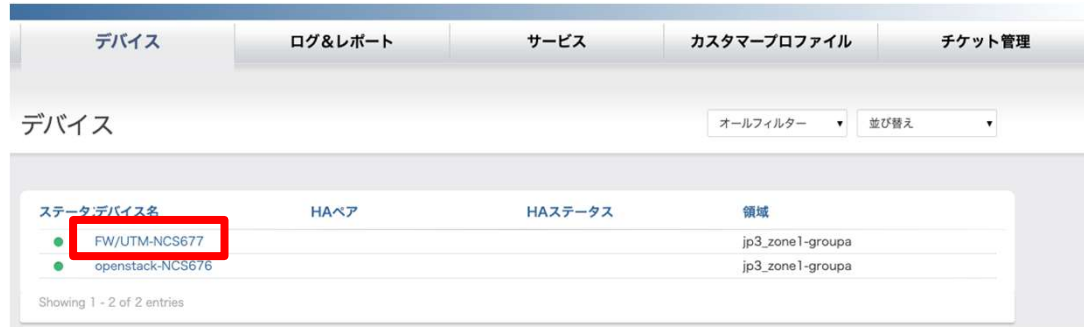 デバイス ログ&レポート サービス カスタマープロファイル チケット管理
デバイス オールフィルター 並び替え
ステータ デバイス名 HAペア HAステータス 領域
FW/UTM-NCS677 jp3_zone1-groupa
openstack-NCS676 jp3_zone1-groupa
Showing 1 - 2 of 2 entries